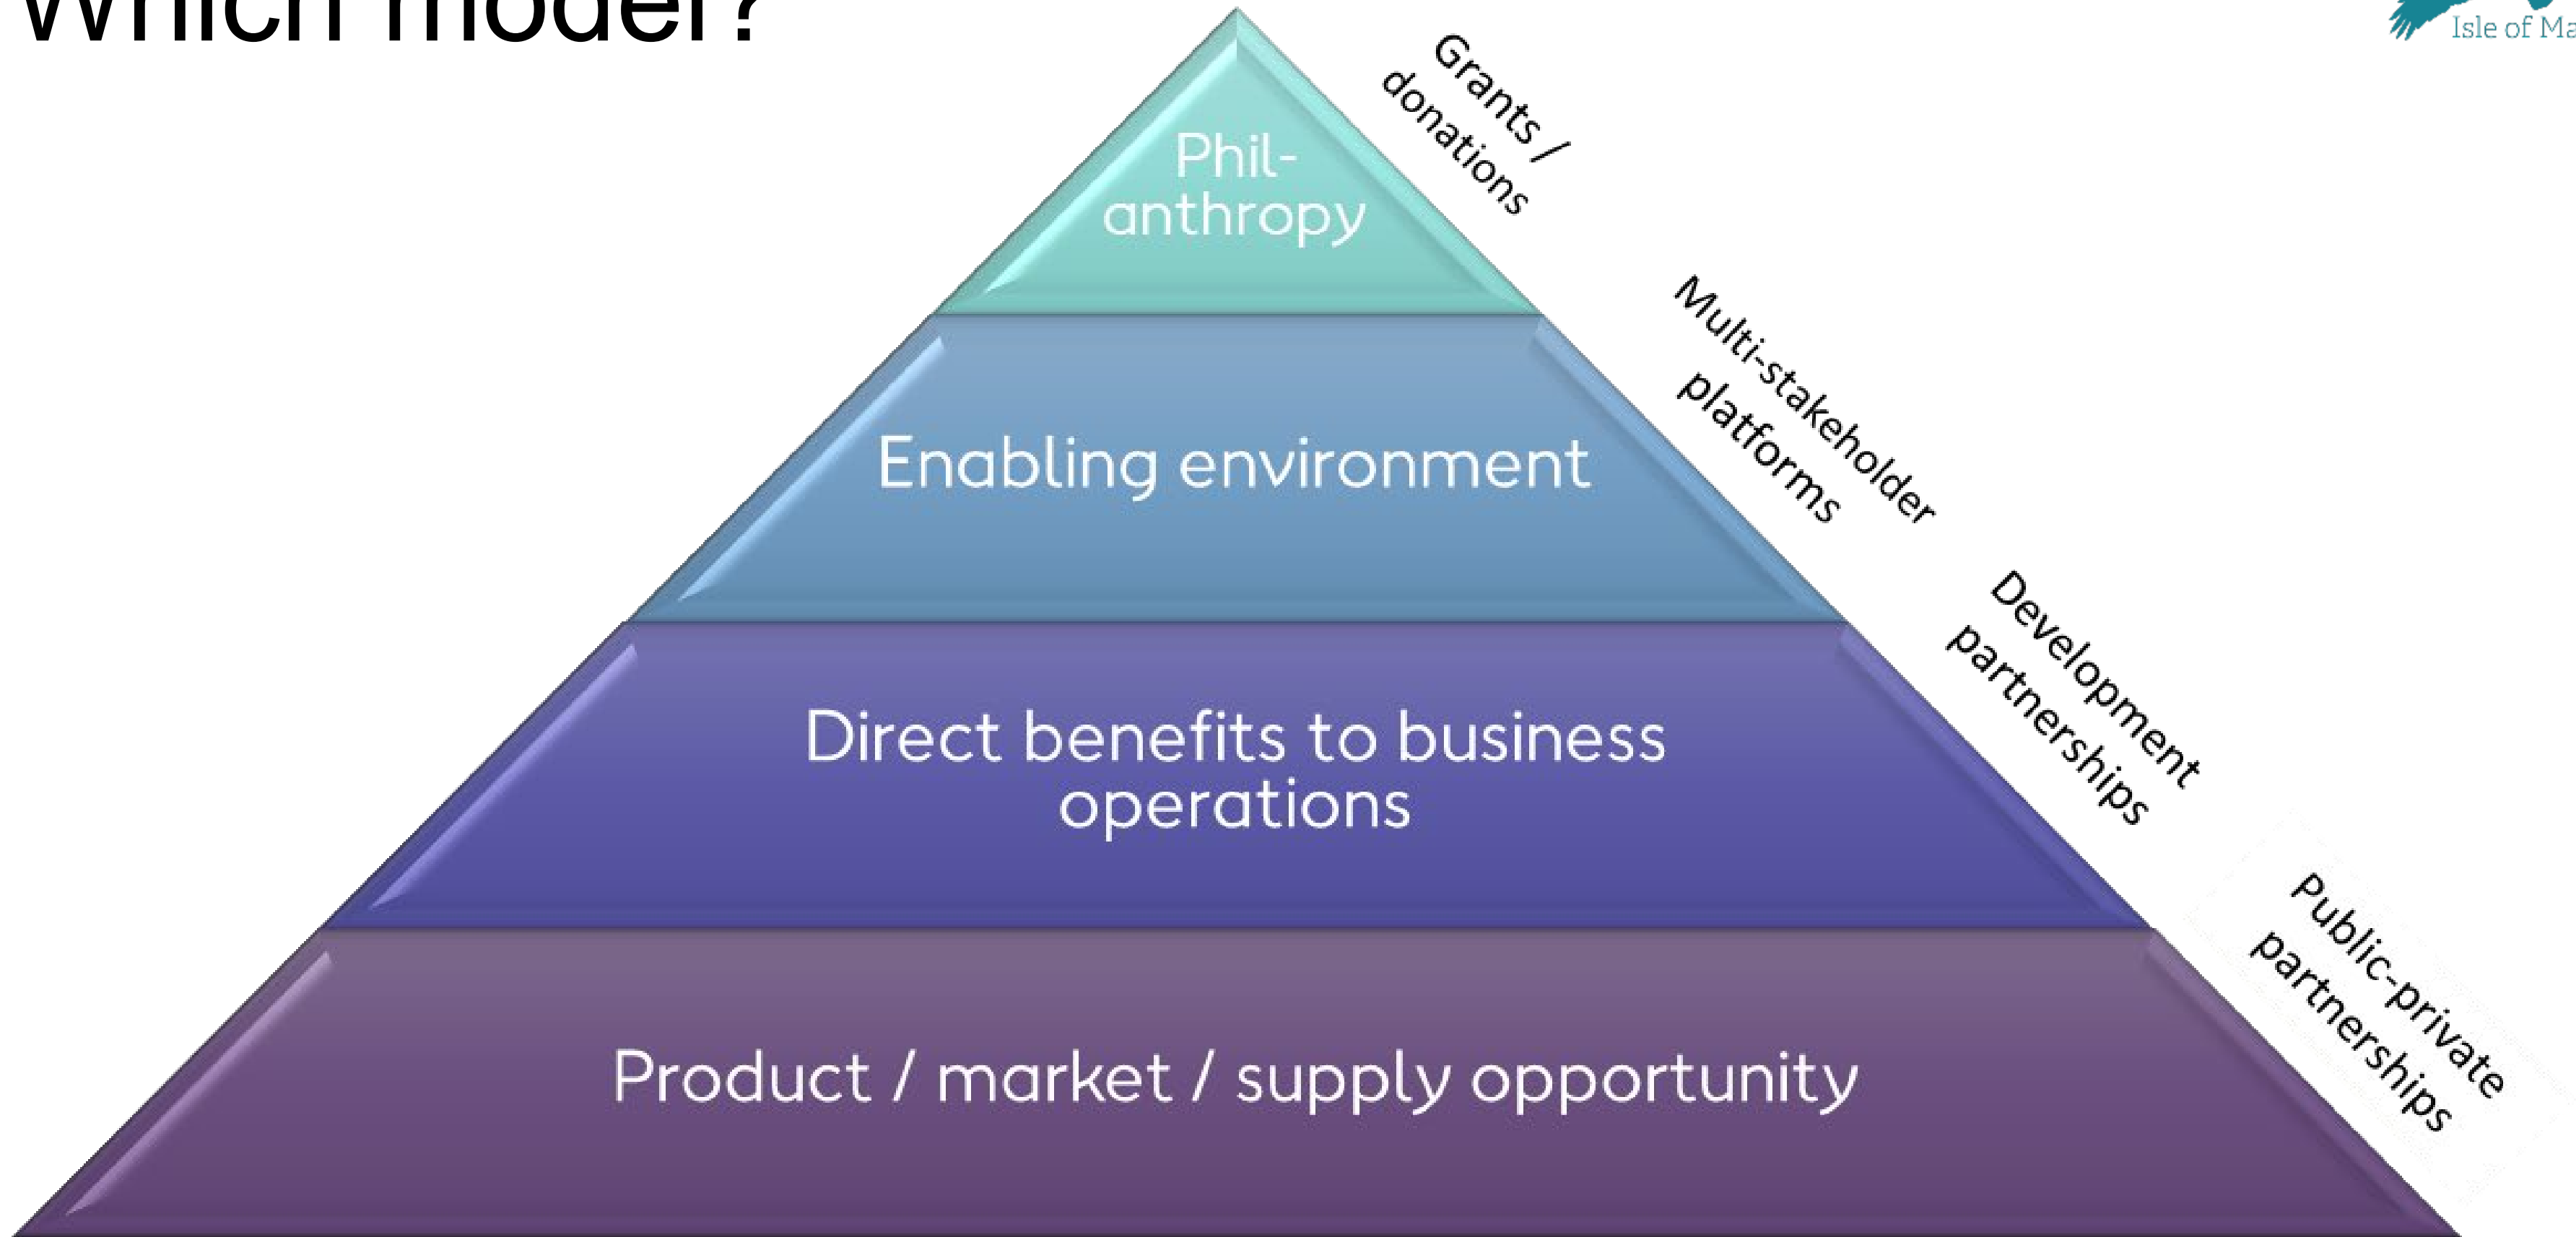 Which model?
Isle of Ma
Grants /
donations
Phil-
anthropy
Multi-stakeholder
platforms
Enabling environment
Development
partnerships
Direct benefits to business
operations
Public-private
partnerships
Product / market / supply opportunity